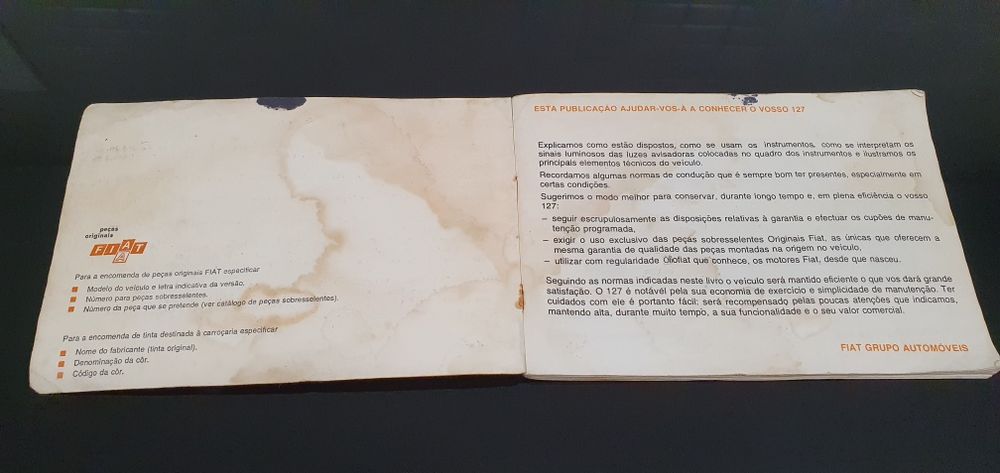 peças
originais
FIAT
Para a encomenda de peças originais FIAT especificar
Modelo do veículo e letra indicativa da versão.
Número para peças sobresselentes.
Número da peça que se pretende (ver catálogo de peças sobresselentes).
Para a encomenda de tinta destinada à carroçaria especificar
Nome do fabricante (tinta original).
Denominação da côr.
Código da côr.
ESTA PUBLICAÇÃO AJUDAR-VOS-À A CONHECER O VOSSO 127
Explicamos como estão dispostos, como se usam os instrumentos, como se interpretam os
sinais luminosos das luzes avisadoras colocadas no quadro dos instrumentos e ilustramos os
principais elementos técnicos do veículo.
Recordamos algumas normas de condução que é sempre bom ter presentes, especialmente em
certas condições.
Sugerimos o modo melhor para conservar, durante longo tempo e, em plena eficiência o vosso
127:
– seguir escrupulosamente as disposições relativas à garantia e efectuar os cupões de manu-
tenção programada,
– exigir o uso exclusivo das peças sobresselentes Originais Fiat, as únicas que oferecem a
mesma garantia de qualidade das peças montadas na origem no veículo,
– utilizar com regularidade Oliofiat que conhece, os motores Fiat, desde que nasceu.
Seguindo as normas indicadas neste livro o veículo será mantido eficiente o que vos dará grande
satisfação. O 127 é notável pela sua economia de exercício e simplicidade de manutenção. Ter
cuidados com ele é portanto fácil: será recompensado pelas poucas atenções que indicamos,
mantendo alta, durante muito tempo, a sua funcionalidade e o seu valor comercial.
FIAT GRUPO AUTOMÓVEIS